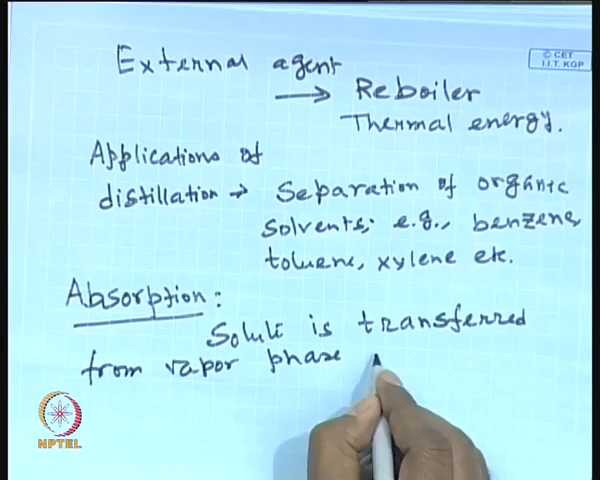 External agent
© CET
I.I.T. KGP
→ Reboiler
Thermal energy.
Applications of
distillation → Separation of organic
solvents; e.g., benzene,
toluene, xylene etc.
Absorption:
Solute is transferred
from vapor phase
NPTEL